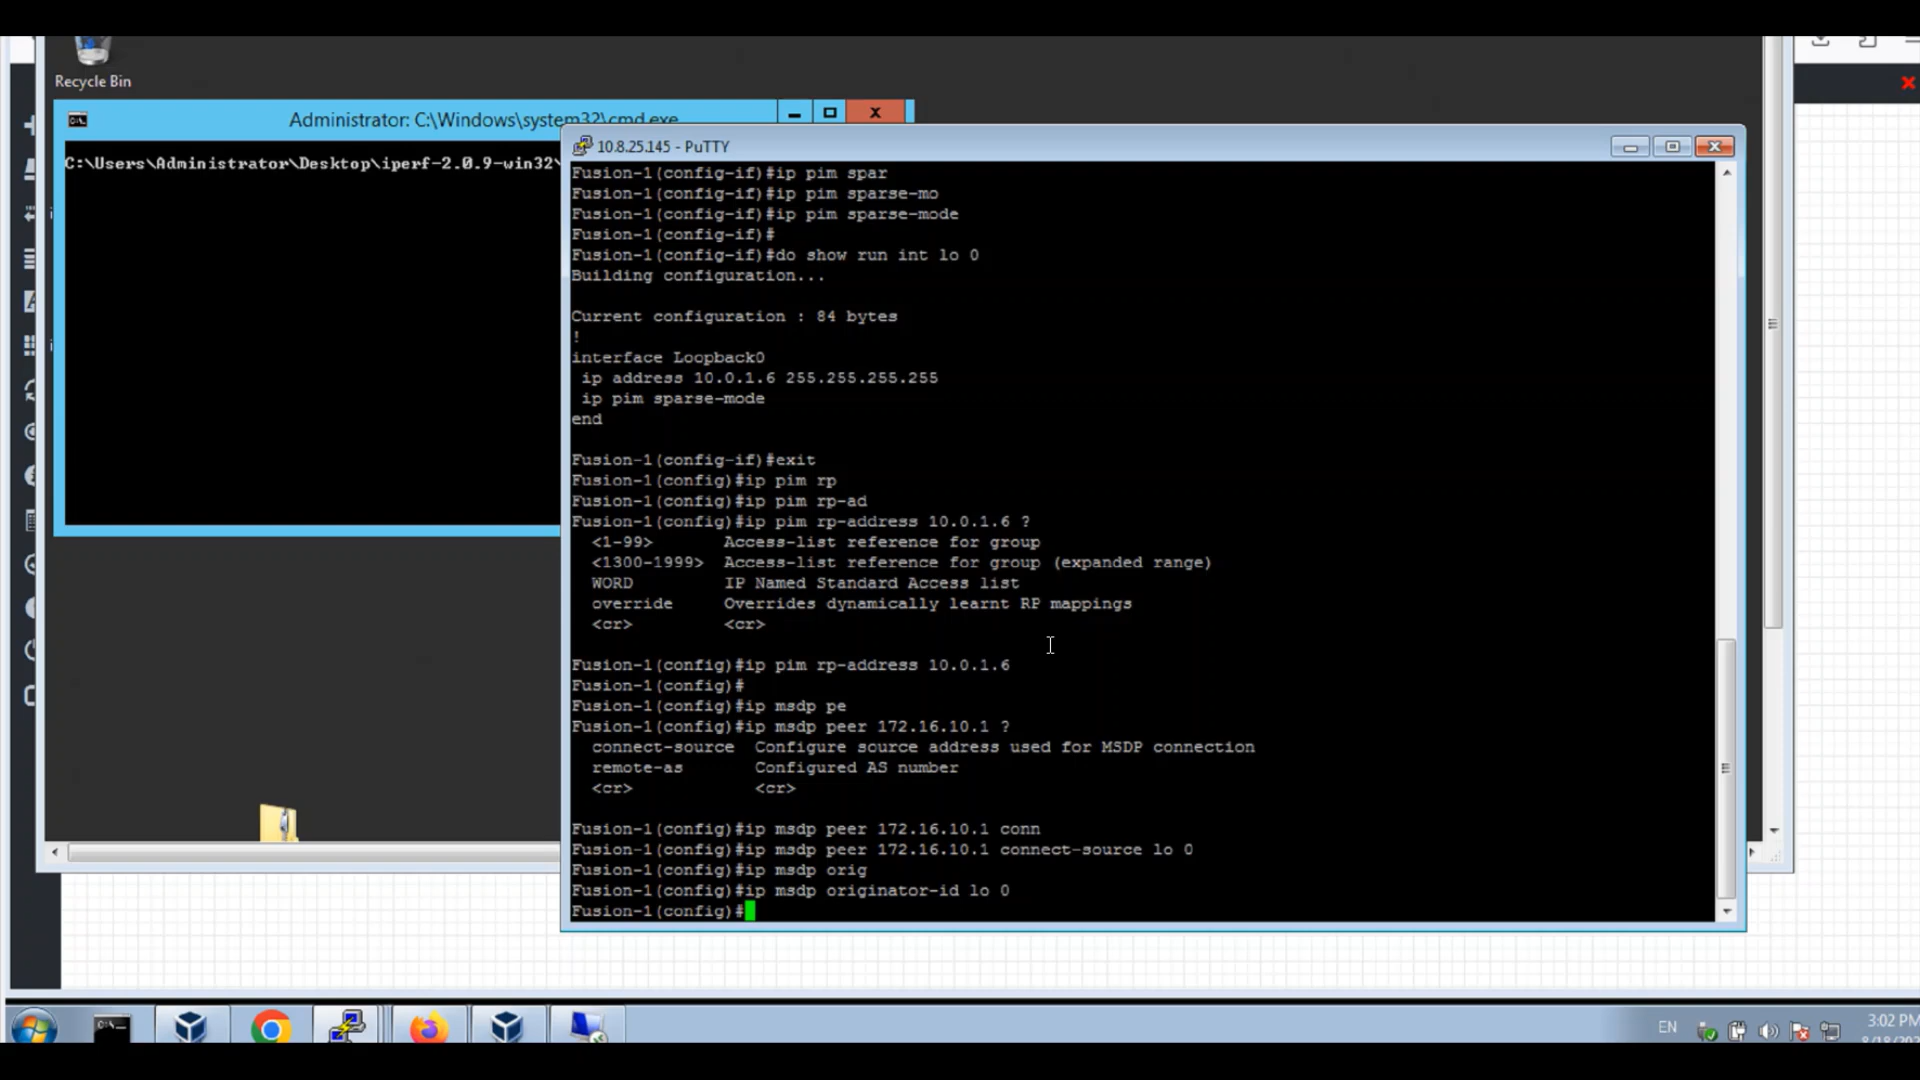 Recycle Bin
Administrator: C:\Windows\system32\cmd.exe
C:\Users\Administrator\Desktop\iperf-2.0.9-win32\
10.8.25.145 - PuTTY
Fusion-1(config-if)#ip pim spar
Fusion-1(config-if)#ip pim sparse-mo
Fusion-1(config-if)#ip pim sparse-mode
Fusion-1(config-if)#
Fusion-1(config-if)#do show run int lo 0
Building configuration...
Current configuration : 84 bytes
!
interface Loopback0
ip address 10.0.1.6 255.255.255.255
ip pim sparse-mode
end
Fusion-1(config-if)#exit
Fusion-1(config)#ip pim rp
Fusion-1(config)#ip pim rp-ad
Fusion-1(config)#ip pim rp-address 10.0.1.6 ?
<1-99> Access-list reference for group
<1300-1999> Access-list reference for group (expanded range)
WORD IP Named Standard Access list
override Overrides dynamically learnt RP mappings
<cr> <cr>
Fusion-1(config)#ip pim rp-address 10.0.1.6
Fusion-1(config)#
Fusion-1(config)#ip msdp pe
Fusion-1(config)#ip msdp peer 172.16.10.1 ?
connect-source Configure source address used for MSDP connection
remote-as Configured AS number
<cr> <cr>
Fusion-1(config)#ip msdp peer 172.16.10.1 conn
Fusion-1(config)#ip msdp peer 172.16.10.1 connect-source lo 0
Fusion-1(config)#ip msdp orig
Fusion-1(config)#ip msdp originator-id lo 0
Fusion-1(config)#
EN
3:02 PM